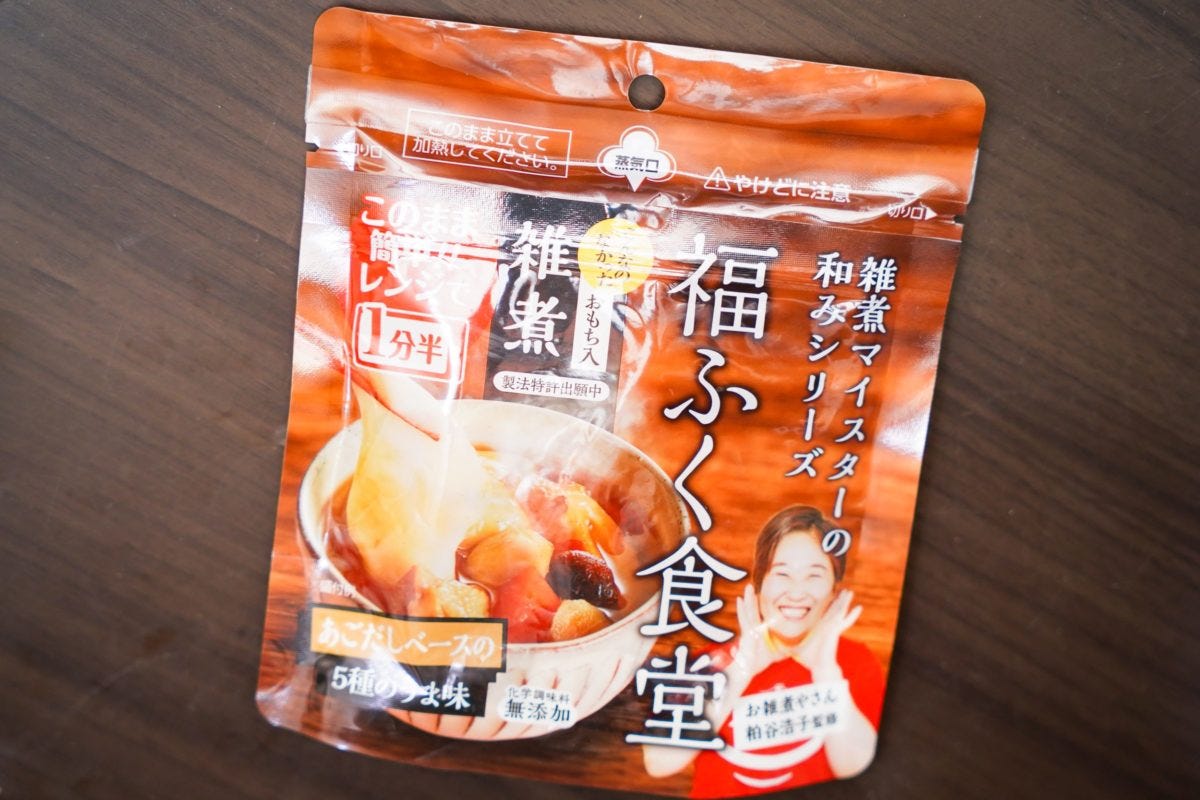 このまま立てて
加熱してください。
蒸気口
やけどに注意
切り口
切り口
このまま
簡単な
レンジで
1分半
雑煮
おもち入
製法特許出願中
福ふく食堂
雑煮マイスターの
和みシリーズ
あごだしベースの
5種のうま味
化学調味料
無添加
お雑煮やさん
粕谷浩子監修